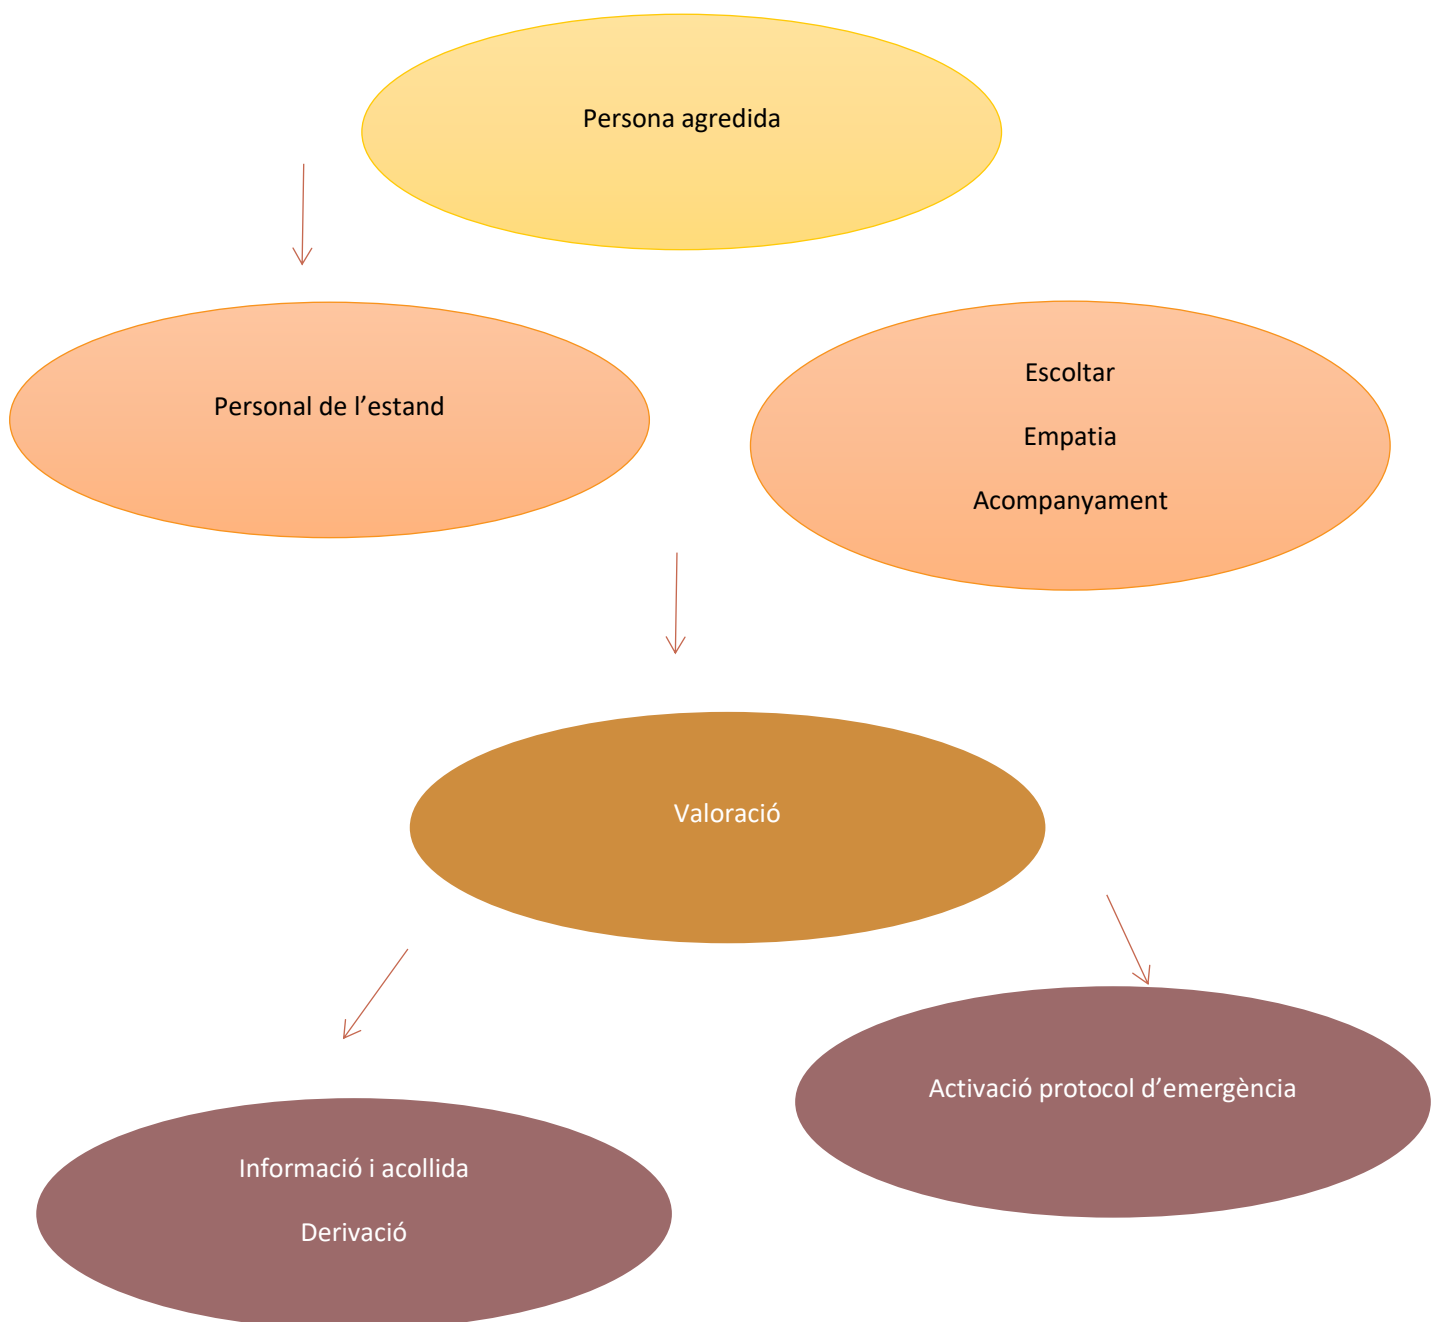 Persona agredida
Personal de l’estand
Escoltar
Empatia
Acompanyament
Valoració
Activació protocol d’emergència
Informació i acollida
Derivació